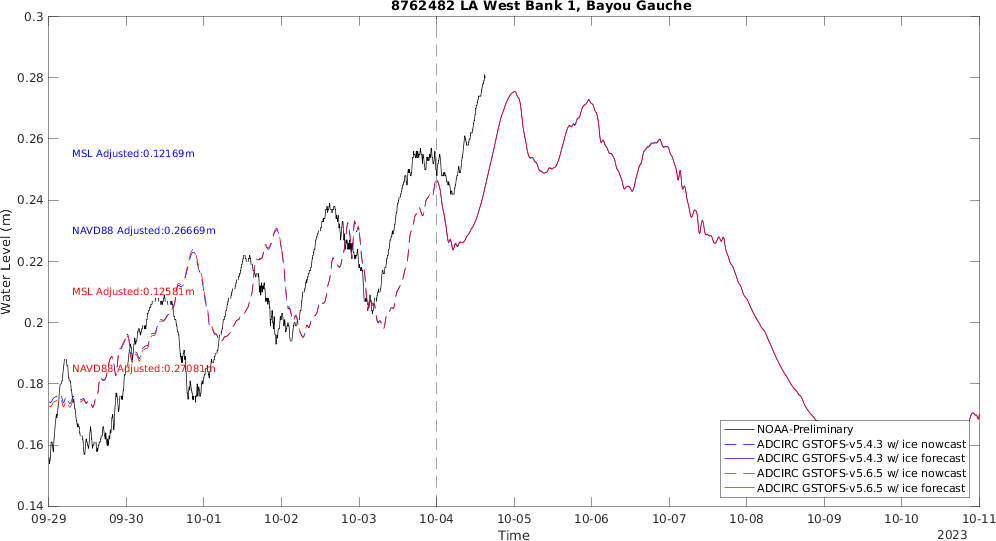 8762482 LA West Bank 1, Bayou Gauche
0.3
0.28
0.26
0.24
0.22
0.2
0.18
0.16
0.14
Water Level (m)
MSL Adjusted:0.12169m
NAVD88 Adjusted:0.26669m
MSL Adjusted:0.12581m
NAVD88 Adjusted:0.27081m
NOAA-Preliminary
ADCIRC GSTOFS-v5.4.3 w/ ice nowcast
ADCIRC GSTOFS-v5.4.3 w/ ice forecast
ADCIRC GSTOFS-v5.6.5 w/ ice nowcast
ADCIRC GSTOFS-v5.6.5 w/ ice forecast
09-29 09-30 10-01 10-02 10-03 10-04 10-05 10-06 10-07 10-08 10-09 10-10 10-11
Time
2023